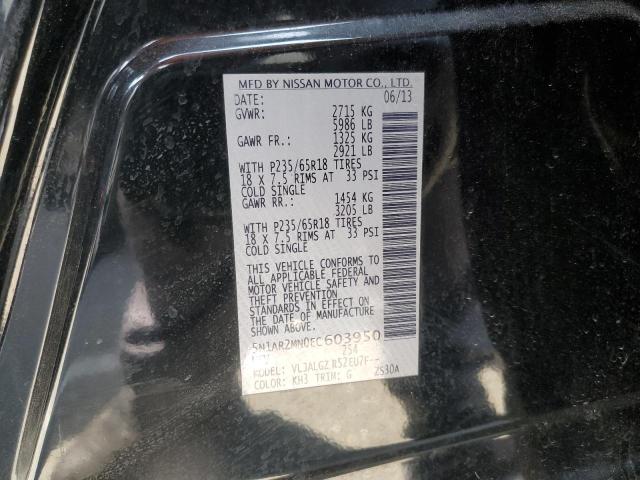 MFD BY NISSAN MOTOR CO., LTD.
DATE: 06/13
GVWR: 2715 KG
5986 LB
GAWR FR.: 1325 KG
2921 LB
WITH P235/65R18 TIRES
18 X 7.5 RIMS AT 33 PSI
COLD SINGLE
GAWR RR.: 1454 KG
3205 LB
WITH P235/65R18 TIRES
18 X 7.5 RIMS AT 33 PSI
COLD SINGLE
THIS VEHICLE CONFORMS TO
ALL APPLICABLE FEDERAL
MOTOR VEHICLE SAFETY AND
THEFT PREVENTION
STANDARDS IN EFFECT ON
THE DATE OF MANUFACTURE
SHOWN ABOVE.
5N1AR2MN0EC603950
254
MODEL:
COLOR: KH3 TRIM: G ZS30A